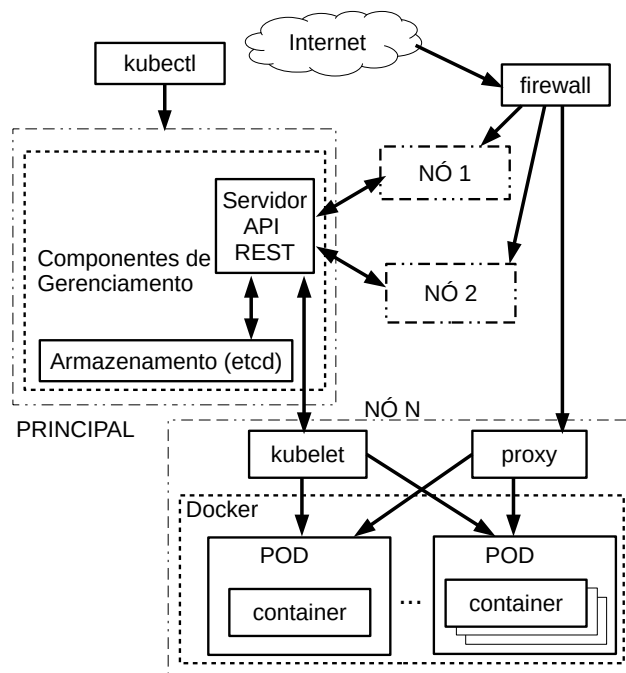 Internet
kubectl
firewall
NÓ 1
Servidor
API
REST
Componentes de
Gerenciamento
NÓ 2
Armazenamento (etcd)
PRINCIPAL
NÓ N
kubelet
proxy
Docker
POD
POD
container
...
container